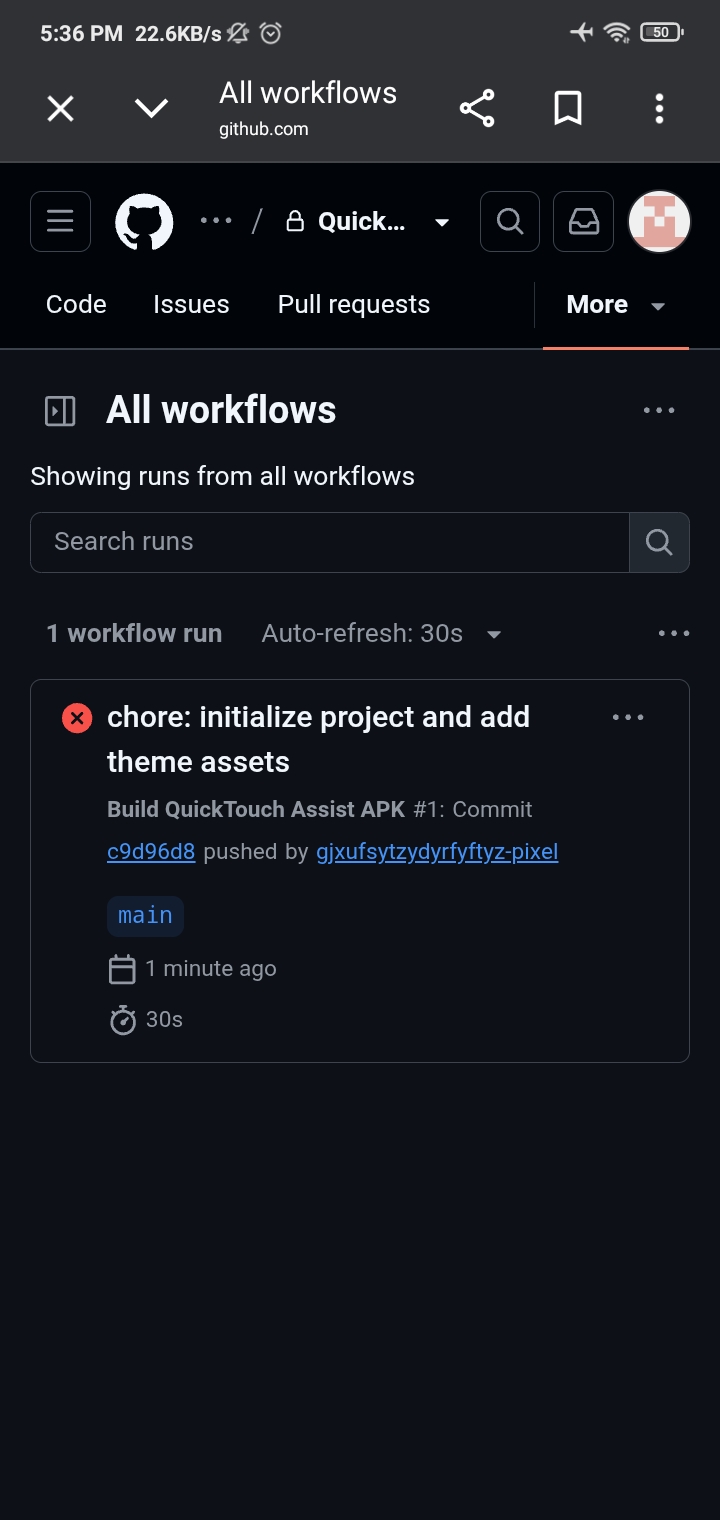 5:36 PM 22.6KB/s 50
All workflows
github.com
··· / Quick...
Code Issues Pull requests More
All workflows ···
Showing runs from all workflows
Search runs
1 workflow run Auto-refresh: 30s ···
chore: initialize project and add ···
theme assets
Build QuickTouch Assist APK #1: Commit
c9d96d8 pushed by gjxufsytzydyrfyftyz-pixel
main
1 minute ago
30s